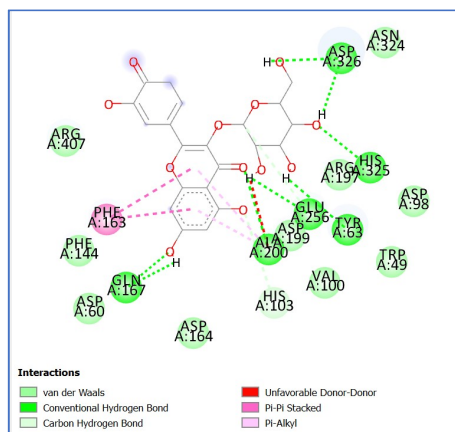 ASP
A:326
ASN
A:324
H
OH
O
O
H
O
H
O
O
O
O
O
H
H
ARG
A:407
ARG
A:197
HIS
A:325
ASP
A:98
GLU
A:256
TYR
A:63
PHE
A:163
ASP
A:199
ALA
A:200
TRP
A:49
PHE
A:144
GLN
A:167
O
H
VAL
A:100
HIS
A:103
ASP
A:60
ASP
A:164
Interactions
van der Waals
Conventional Hydrogen Bond
Carbon Hydrogen Bond
Unfavorable Donor-Donor
Pi-Pi Stacked
Pi-Alkyl